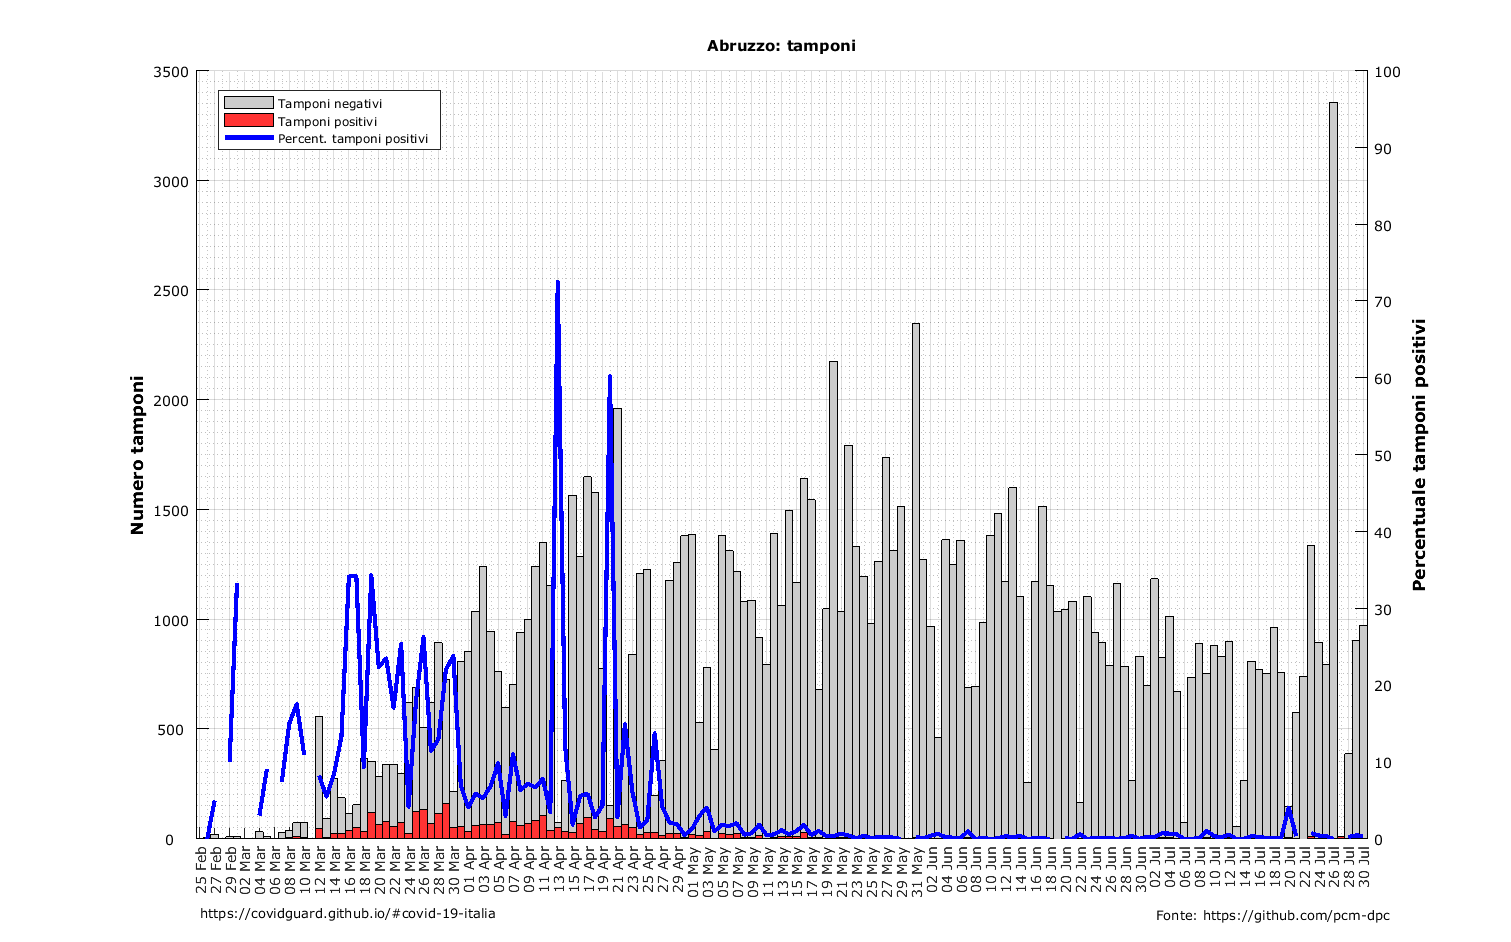 Abruzzo: tamponi
Tamponi negativi
Tamponi positivi
Percent. tamponi positivi
Numero tamponi
3500
3000
2500
2000
1500
1000
500
0
Percentuale tamponi positivi
100
90
80
70
60
50
40
30
20
10
0
25 Feb
27 Feb
29 Feb
02 Mar
04 Mar
06 Mar
08 Mar
10 Mar
12 Mar
14 Mar
16 Mar
18 Mar
20 Mar
22 Mar
24 Mar
26 Mar
28 Mar
30 Mar
01 Apr
03 Apr
05 Apr
07 Apr
09 Apr
11 Apr
13 Apr
15 Apr
17 Apr
19 Apr
21 Apr
23 Apr
25 Apr
27 Apr
29 Apr
01 May
03 May
05 May
07 May
09 May
11 May
13 May
15 May
17 May
19 May
21 May
23 May
25 May
27 May
29 May
31 May
02 Jun
04 Jun
06 Jun
08 Jun
10 Jun
12 Jun
14 Jun
16 Jun
18 Jun
20 Jun
22 Jun
24 Jun
26 Jun
28 Jun
30 Jun
02 Jul
04 Jul
06 Jul
08 Jul
10 Jul
12 Jul
14 Jul
16 Jul
18 Jul
20 Jul
22 Jul
24 Jul
26 Jul
28 Jul
30 Jul
https://covidguard.github.io/#covid-19-italia
Fonte: https://github.com/pcm-dpc